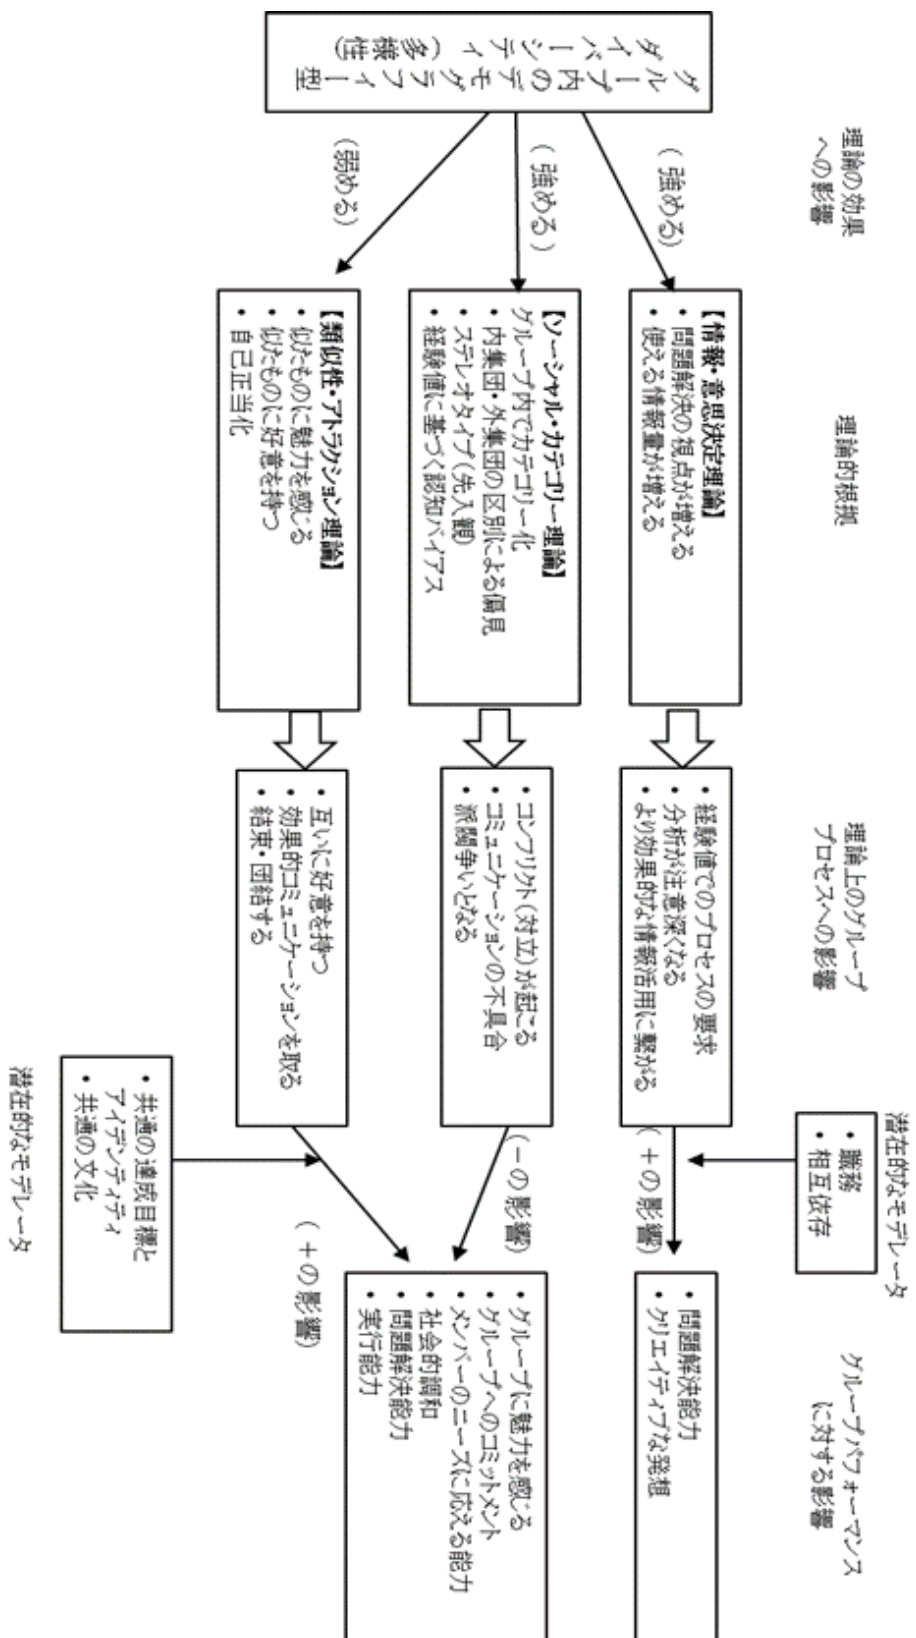 理論の効果
への影響
理論的根拠
理論上のグループ
プロセスへの影響
グループパフォーマンス
に対する影響
潜在的なモデレータ
• 職務
• 相互依存
グループ内のデモグラフィー型
ダイバーシティ（多様性）
(強める)
(強める)
(弱める)
【情報・意思決定理論】
• 問題解決の視点が増える
• 使える情報量が増える
• 経験値でのプロセスの要求
• 分析が注意深くなる
• より効果的な情報活用に繋がる
(＋の影響)
• 問題解決能力
• クリエイティブな発想
【ソーシャル・カテゴリー理論】
グループ内でカテゴリー化
• 内集団・外集団の区別による偏見
• ステレオタイプ(先入観)
• 経験値に基づく認知バイアス
• コンフリクト(対立)が起こる
• コミュニケーションの不具合
• 派閥争いとなる
(－の影響)
• グループに魅力を感じる
• グループへのコミットメント
• メンバーのニーズに応える能力
• 社会的調和
• 問題解決能力
• 実行能力
【類似性・アトラクション理論】
• 似たものに魅力を感じる
• 似たものに好意を持つ
• 自己正当化
• 互いに好意を持つ
• 効果的コミュニケーションを取る
• 結束・団結する
(＋の影響)
• 共通の達成目標と
アイデンティティ
• 共通の文化
潜在的なモデレータ